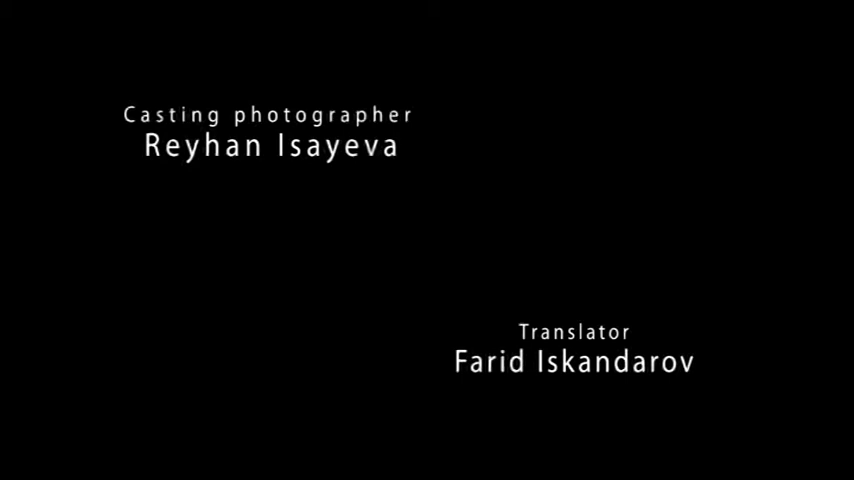 Casting photographer
Reyhan Isayeva
Translator
Farid Iskandarov